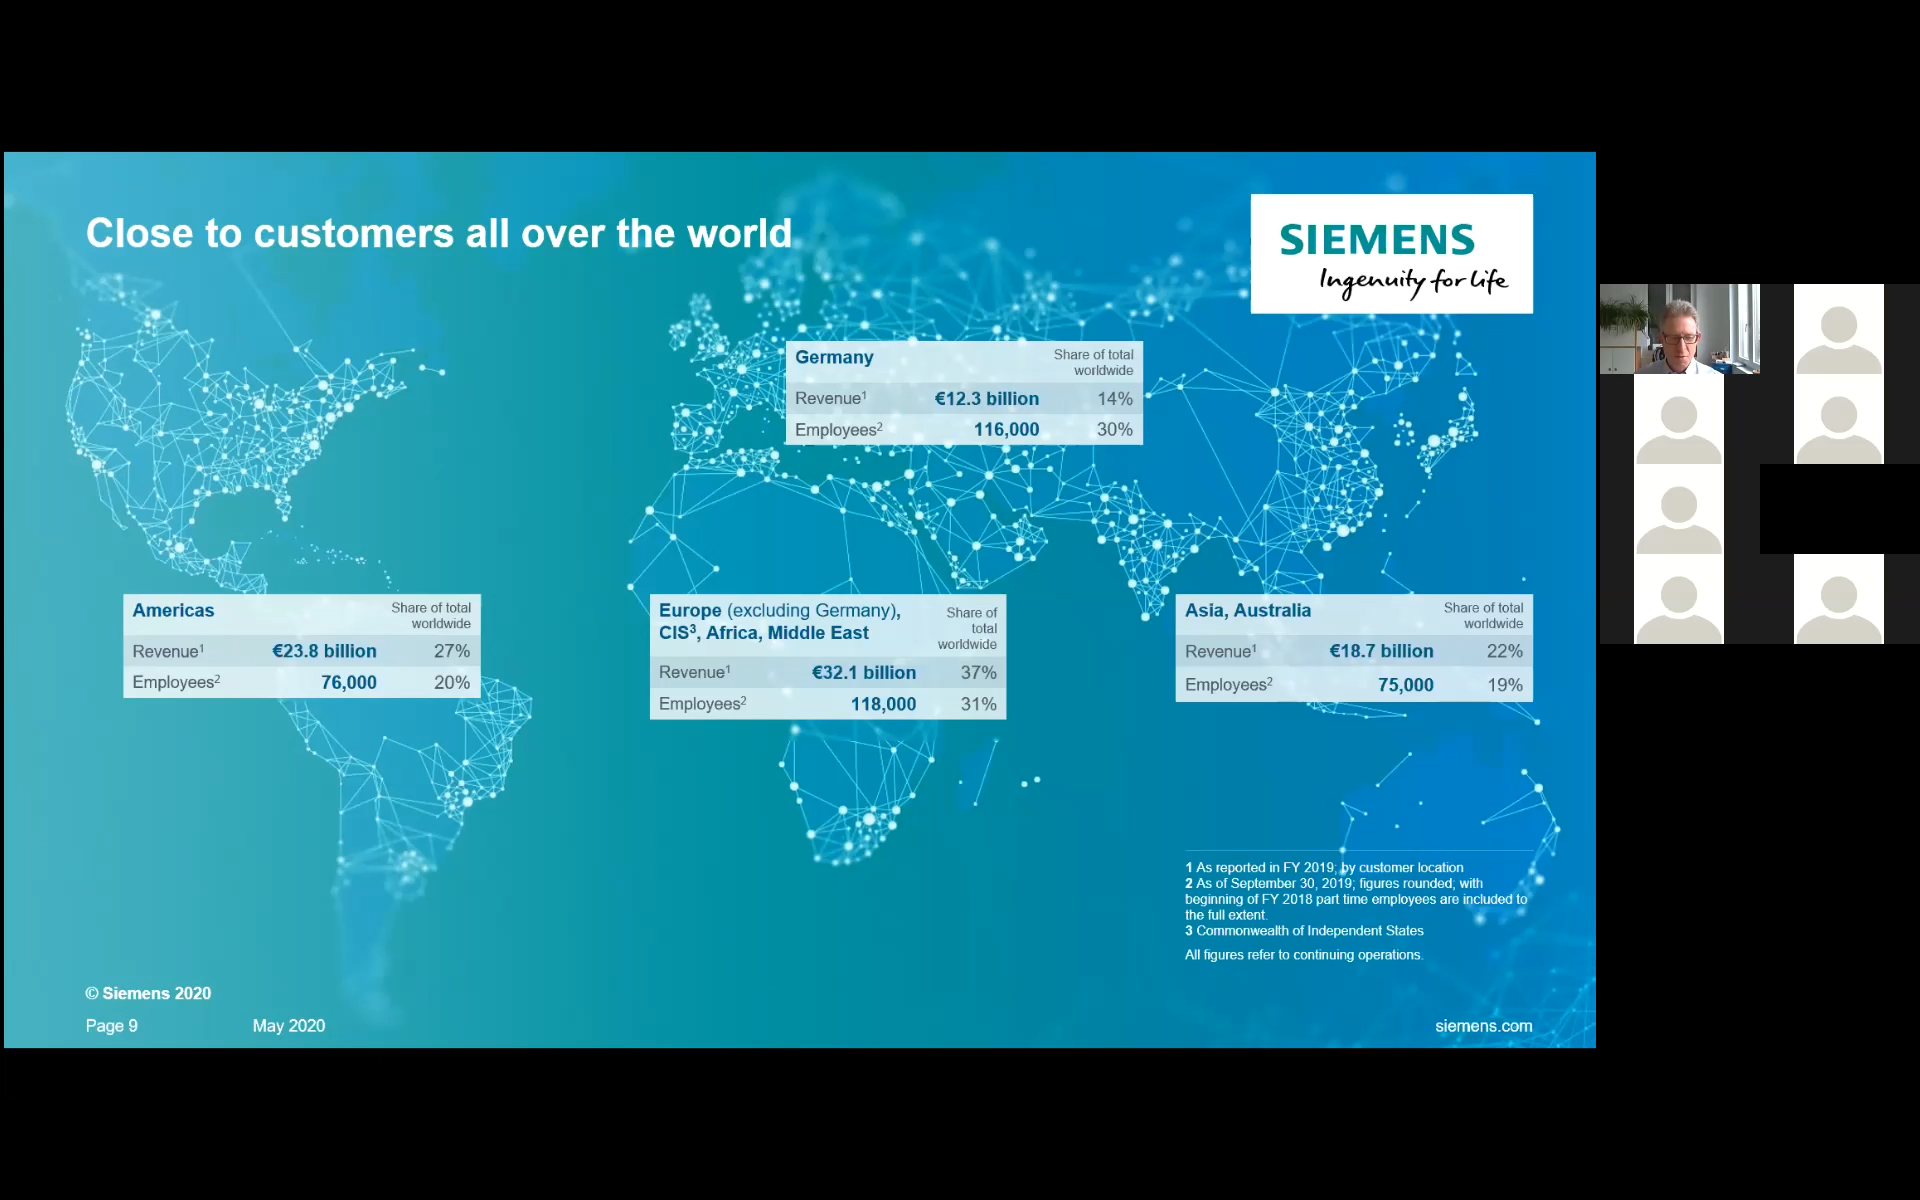 Close to customers all over the world
SIEMENS
Ingenuity for life
Germany Share of total
worldwide
Revenue¹ €12.3 billion 14%
Employees² 116,000 30%
Americas Share of total
worldwide
Revenue¹ €23.8 billion 27%
Employees² 76,000 20%
Europe (excluding Germany), Share of
CIS³, Africa, Middle East total
worldwide
Revenue¹ €32.1 billion 37%
Employees² 118,000 31%
Asia, Australia Share of total
worldwide
Revenue¹ €18.7 billion 22%
Employees² 75,000 19%
1 As reported in FY 2019; by customer location
2 As of September 30, 2019; figures rounded; with
beginning of FY 2018 part time employees are included to
the full extent.
3 Commonwealth of Independent States
All figures refer to continuing operations.
© Siemens 2020
Page 9 May 2020
siemens.com